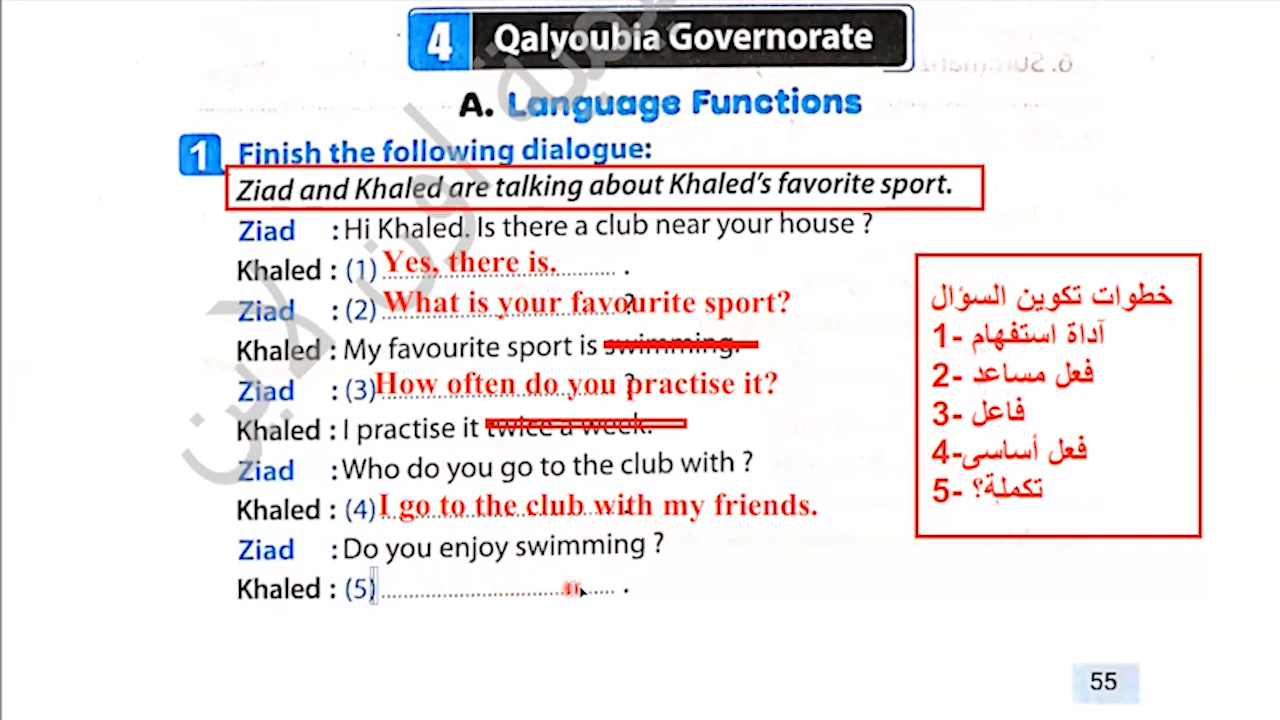 4 Qalyoubia Governorate
A. Language Functions
1 Finish the following dialogue:
Ziad and Khaled are talking about Khaled's favorite sport.
Ziad : Hi Khaled. Is there a club near your house ?
Khaled : (1) Yes, there is. .
Ziad : (2) What is your favourite sport? ?
Khaled : My favourite sport is swimming.
Ziad : (3) How often do you practise it? ?
Khaled : I practise it twice a week.
Ziad : Who do you go to the club with ?
Khaled : (4) I go to the club with my friends.
Ziad : Do you enjoy swimming ?
Khaled : (5) .
خطوات تكوين السؤال
1- آداة استفهام
2- فعل مساعد
3- فاعل
4- فعل أساسى
5- تكملة؟
55